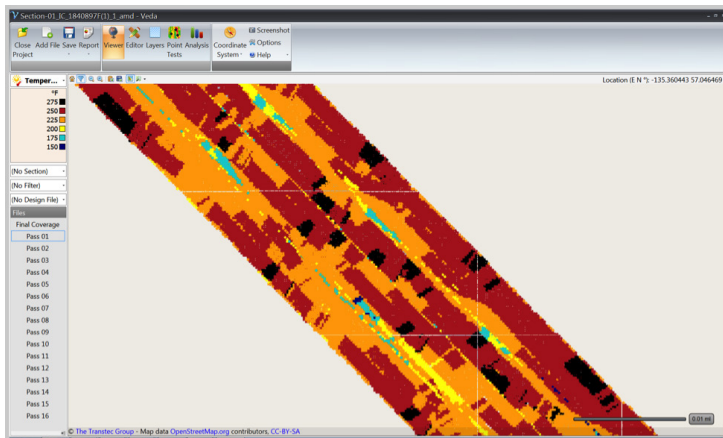 Section-01_IC_1840897F(1)_1_amd - Veda
Close Project
Add File
Save
Report
Viewer
Editor
Layers
Point Tests
Analysis
Coordinate System
Screenshot
Options
Help
Temper...
Location (E N °): -135.360443 57.046469
°F
275
250
225
200
175
150
(No Section)
(No Filter)
(No Design File)
Files
Final Coverage
Pass 01
Pass 02
Pass 03
Pass 04
Pass 05
Pass 06
Pass 07
Pass 08
Pass 09
Pass 10
Pass 11
Pass 12
Pass 13
Pass 14
Pass 15
Pass 16
0.01 mi
© The Transtec Group - Map data OpenStreetMap.org contributors, CC-BY-SA